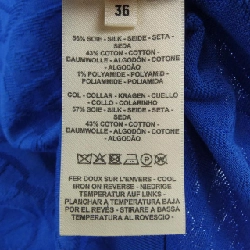 36
56% SOIE - SILK - SEIDE - SETA -
SEDA
43% COTON - COTTON -
BAUMWOLLE - ALGODON - COTONE
- ALGODÃO
1% POLYAMIDE - POLYAMID -
POLIAMMIDE - POLIAMIDA
COL - COLLAR - KRAGEN - CUELLO
- COLLO - COLARINHO
57% SOIE - SILK - SEIDE - SETA -
SEDA
43% COTON - COTTON -
BAUMWOLLE - ALGODON - COTONE
- ALGODÃO
FER DOUX SUR L'ENVERS - COOL
IRON ON REVERSE - NIEDRIGE
TEMPERATUR AUF LINKS -
PLANCHAR A TEMPERATURA BAJA
POR EL REVÉS - STIRARE A BASSA
TEMPERATURA AL ROVESCIO -